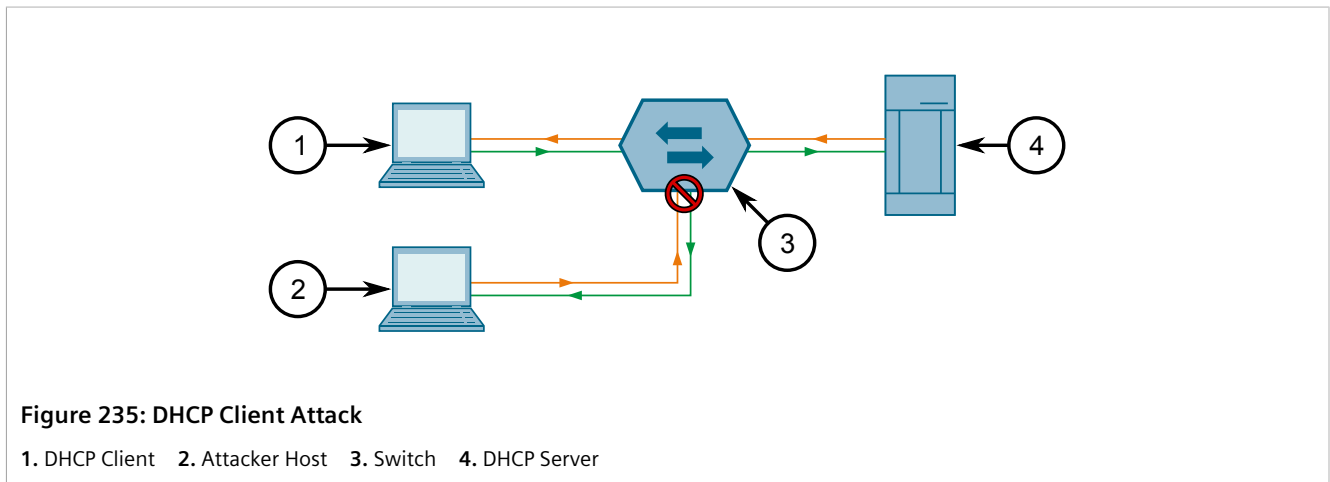 1
2
3
4
Figure 235: DHCP Client Attack
1. DHCP Client 2. Attacker Host 3. Switch 4. DHCP Server